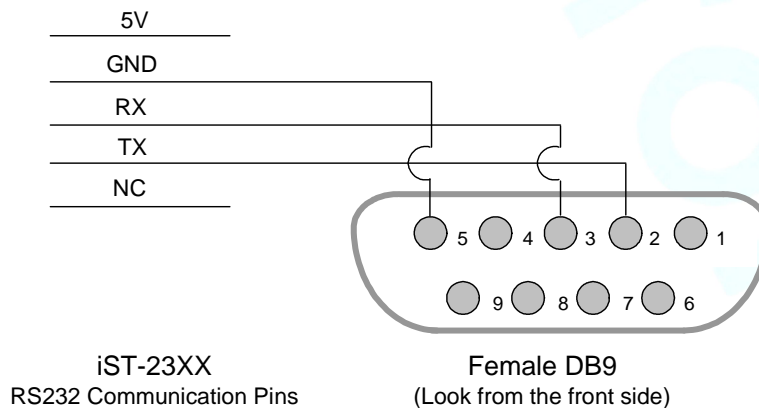 5V
GND
RX
TX
NC
5 4 3 2 1
9 8 7 6
iST-23XX
RS232 Communication Pins
Female DB9
(Look from the front side)